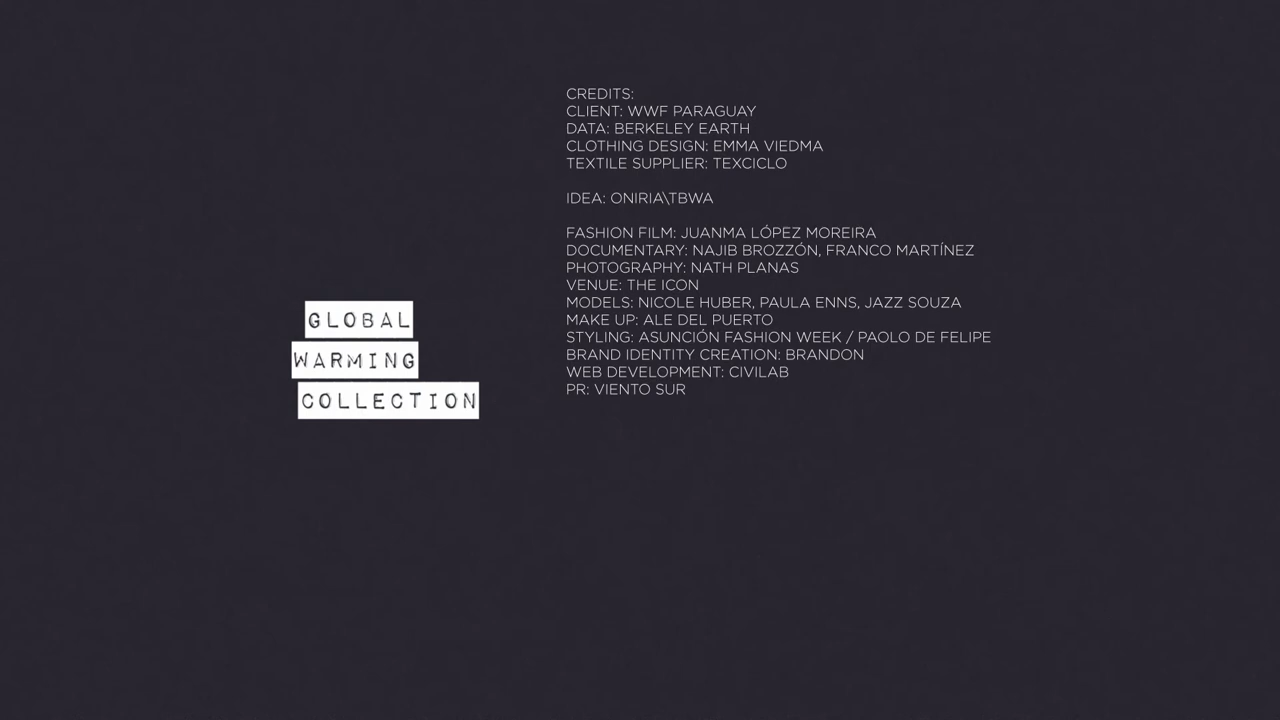 GLOBAL
WARMING
COLLECTION
CREDITS:
CLIENT: WWF PARAGUAY
DATA: BERKELEY EARTH
CLOTHING DESIGN: EMMA VIEDMA
TEXTILE SUPPLIER: TEXCICLO
IDEA: ONIRIA\TBWA
FASHION FILM: JUANMA LÓPEZ MOREIRA
DOCUMENTARY: NAJIB BROZZÓN, FRANCO MARTÍNEZ
PHOTOGRAPHY: NATH PLANAS
VENUE: THE ICON
MODELS: NICOLE HUBER, PAULA ENNS, JAZZ SOUZA
MAKE UP: ALE DEL PUERTO
STYLING: ASUNCIÓN FASHION WEEK / PAOLO DE FELIPE
BRAND IDENTITY CREATION: BRANDON
WEB DEVELOPMENT: CIVILAB
PR: VIENTO SUR